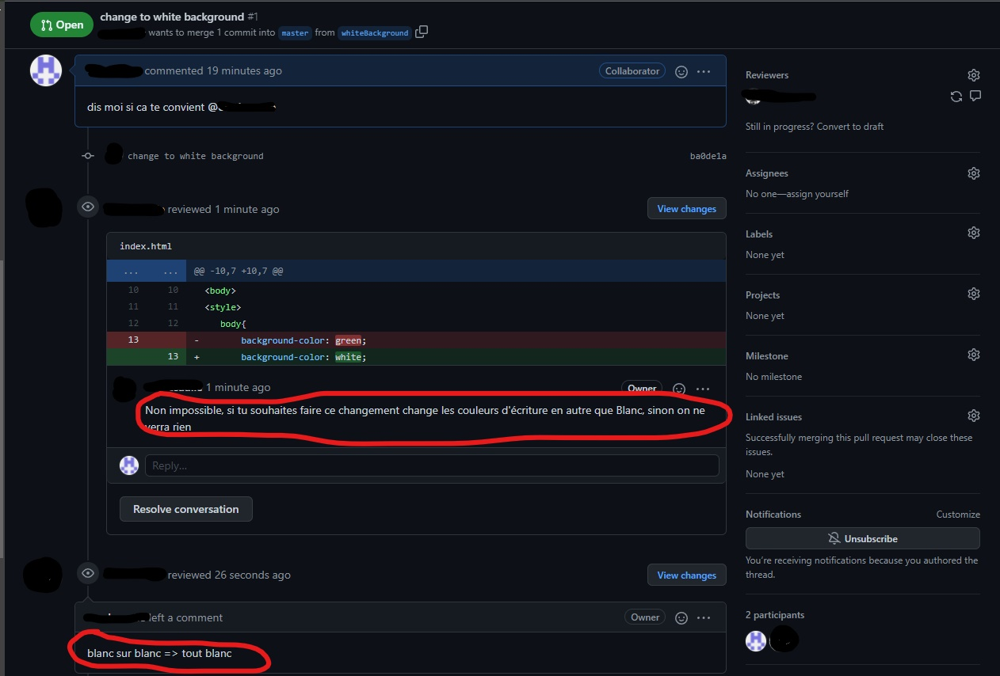 Open
change to white background #1
wants to merge 1 commit into master from whiteBackground
commented 19 minutes ago
Collaborator
dis moi si ca te convient @
change to white background
ba0de1a
reviewed 1 minute ago
View changes
index.html
... ... @@ -10,7 +10,7 @@
10 10 <body>
11 11 <style>
12 12 body{
13 - background-color: green;
13 + background-color: white;
1 minute ago
Owner
Non impossible, si tu souhaites faire ce changement change les couleurs d'écriture en autre que Blanc, sinon on ne
verra rien
Reply...
Resolve conversation
reviewed 26 seconds ago
View changes
left a comment
Owner
blanc sur blanc => tout blanc
Reviewers
Still in progress? Convert to draft
Assignees
No one—assign yourself
Labels
None yet
Projects
None yet
Milestone
No milestone
Linked issues
Successfully merging this pull request may close these
issues.
None yet
Notifications
Customize
Unsubscribe
You're receiving notifications because you authored the
thread.
2 participants